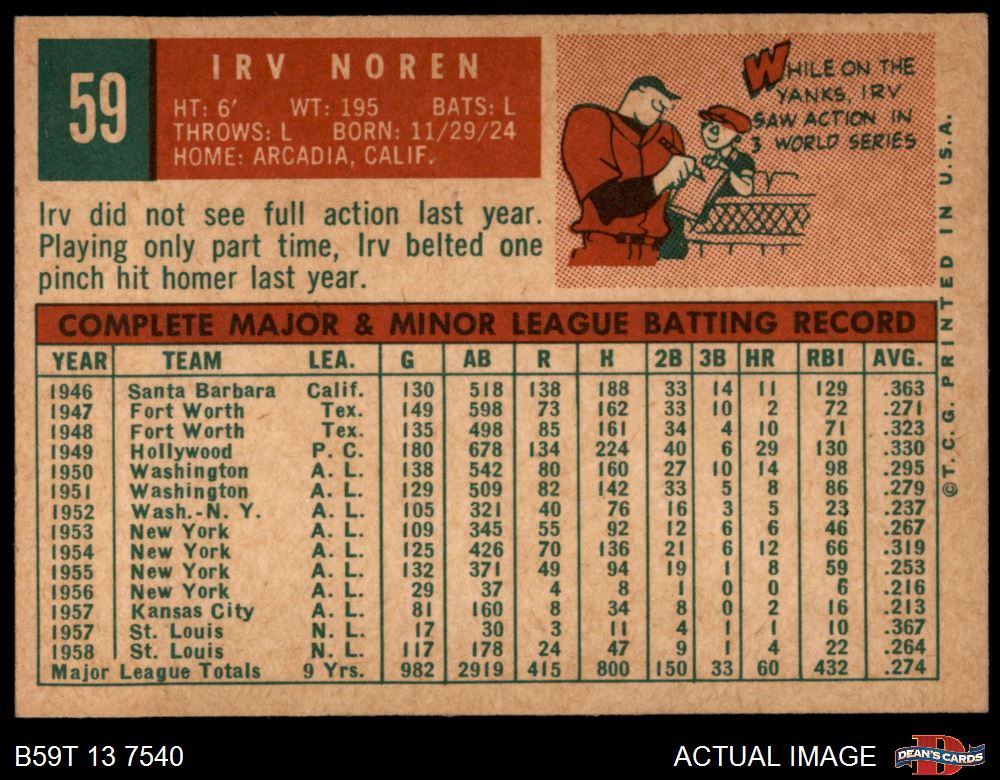 59
IRV NOREN
HT: 6' WT: 195 BATS: L
THROWS: L BORN: 11/29/24
HOME: ARCADIA, CALIF.
WHILE ON THE
YANKS, IRV
SAW ACTION IN
3 WORLD SERIES
Irv did not see full action last year.
Playing only part time, Irv belted one
pinch hit homer last year.
COMPLETE MAJOR & MINOR LEAGUE BATTING RECORD
YEAR TEAM LEA. G AB R H 2B 3B HR RBI AVG.
1946 Santa Barbara Calif. 130 518 138 188 33 14 11 129 .363
1947 Fort Worth Tex. 149 598 73 162 33 10 2 72 .271
1948 Fort Worth Tex. 135 498 85 161 34 4 10 71 .323
1949 Hollywood P. C. 180 678 134 224 40 6 29 130 .330
1950 Washington A. L. 138 542 80 160 27 10 14 98 .295
1951 Washington A. L. 129 509 82 142 33 5 8 86 .279
1952 Wash.-N. Y. A. L. 105 321 40 76 16 3 5 23 .237
1953 New York A. L. 109 345 55 92 12 6 6 46 .267
1954 New York A. L. 125 426 70 136 21 6 12 66 .319
1955 New York A. L. 132 371 49 94 19 1 8 59 .253
1956 New York A. L. 29 37 4 8 1 0 0 6 .216
1957 Kansas City A. L. 81 160 8 34 8 0 2 16 .213
1957 St. Louis N. L. 17 30 3 11 4 1 1 10 .367
1958 St. Louis N. L. 117 178 24 47 9 1 4 22 .264
Major League Totals 9 Yrs. 982 2919 415 800 150 33 60 432 .274
© T. C. G. PRINTED IN U.S.A.
B59T 13 7540
ACTUAL IMAGE
DEAN'S CARDS